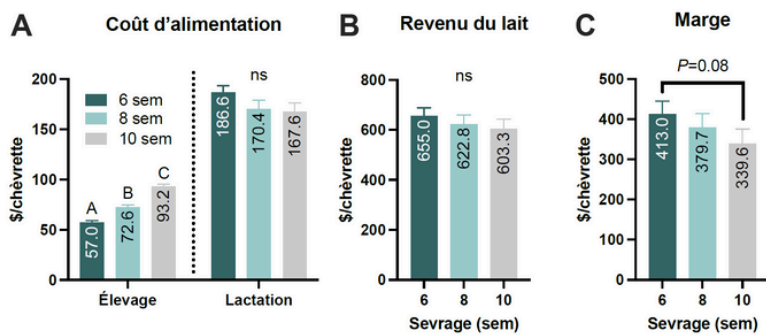 A
Coût d'alimentation
$/chèvrette
200
150
100
50
0
6 sem
8 sem
10 sem
A
B
C
57.0
72.6
93.2
ns
186.6
170.4
167.6
Élevage
Lactation
B
Revenu du lait
$/chèvrette
800
600
400
200
0
ns
655.0
622.8
603.3
6
8
10
Sevrage (sem)
C
Marge
$/chèvrette
500
400
300
200
100
0
P=0.08
413.0
379.7
339.6
6
8
10
Sevrage (sem)